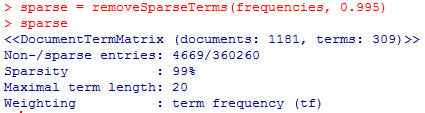 > sparse = removeSparseTerms(frequencies, 0.995)
> sparse
<<DocumentTermMatrix (documents: 1181, terms: 309)>>
Non-/sparse entries: 4669/360260
Sparsity           : 99%
Maximal term length: 20
Weighting          : term frequency (tf)